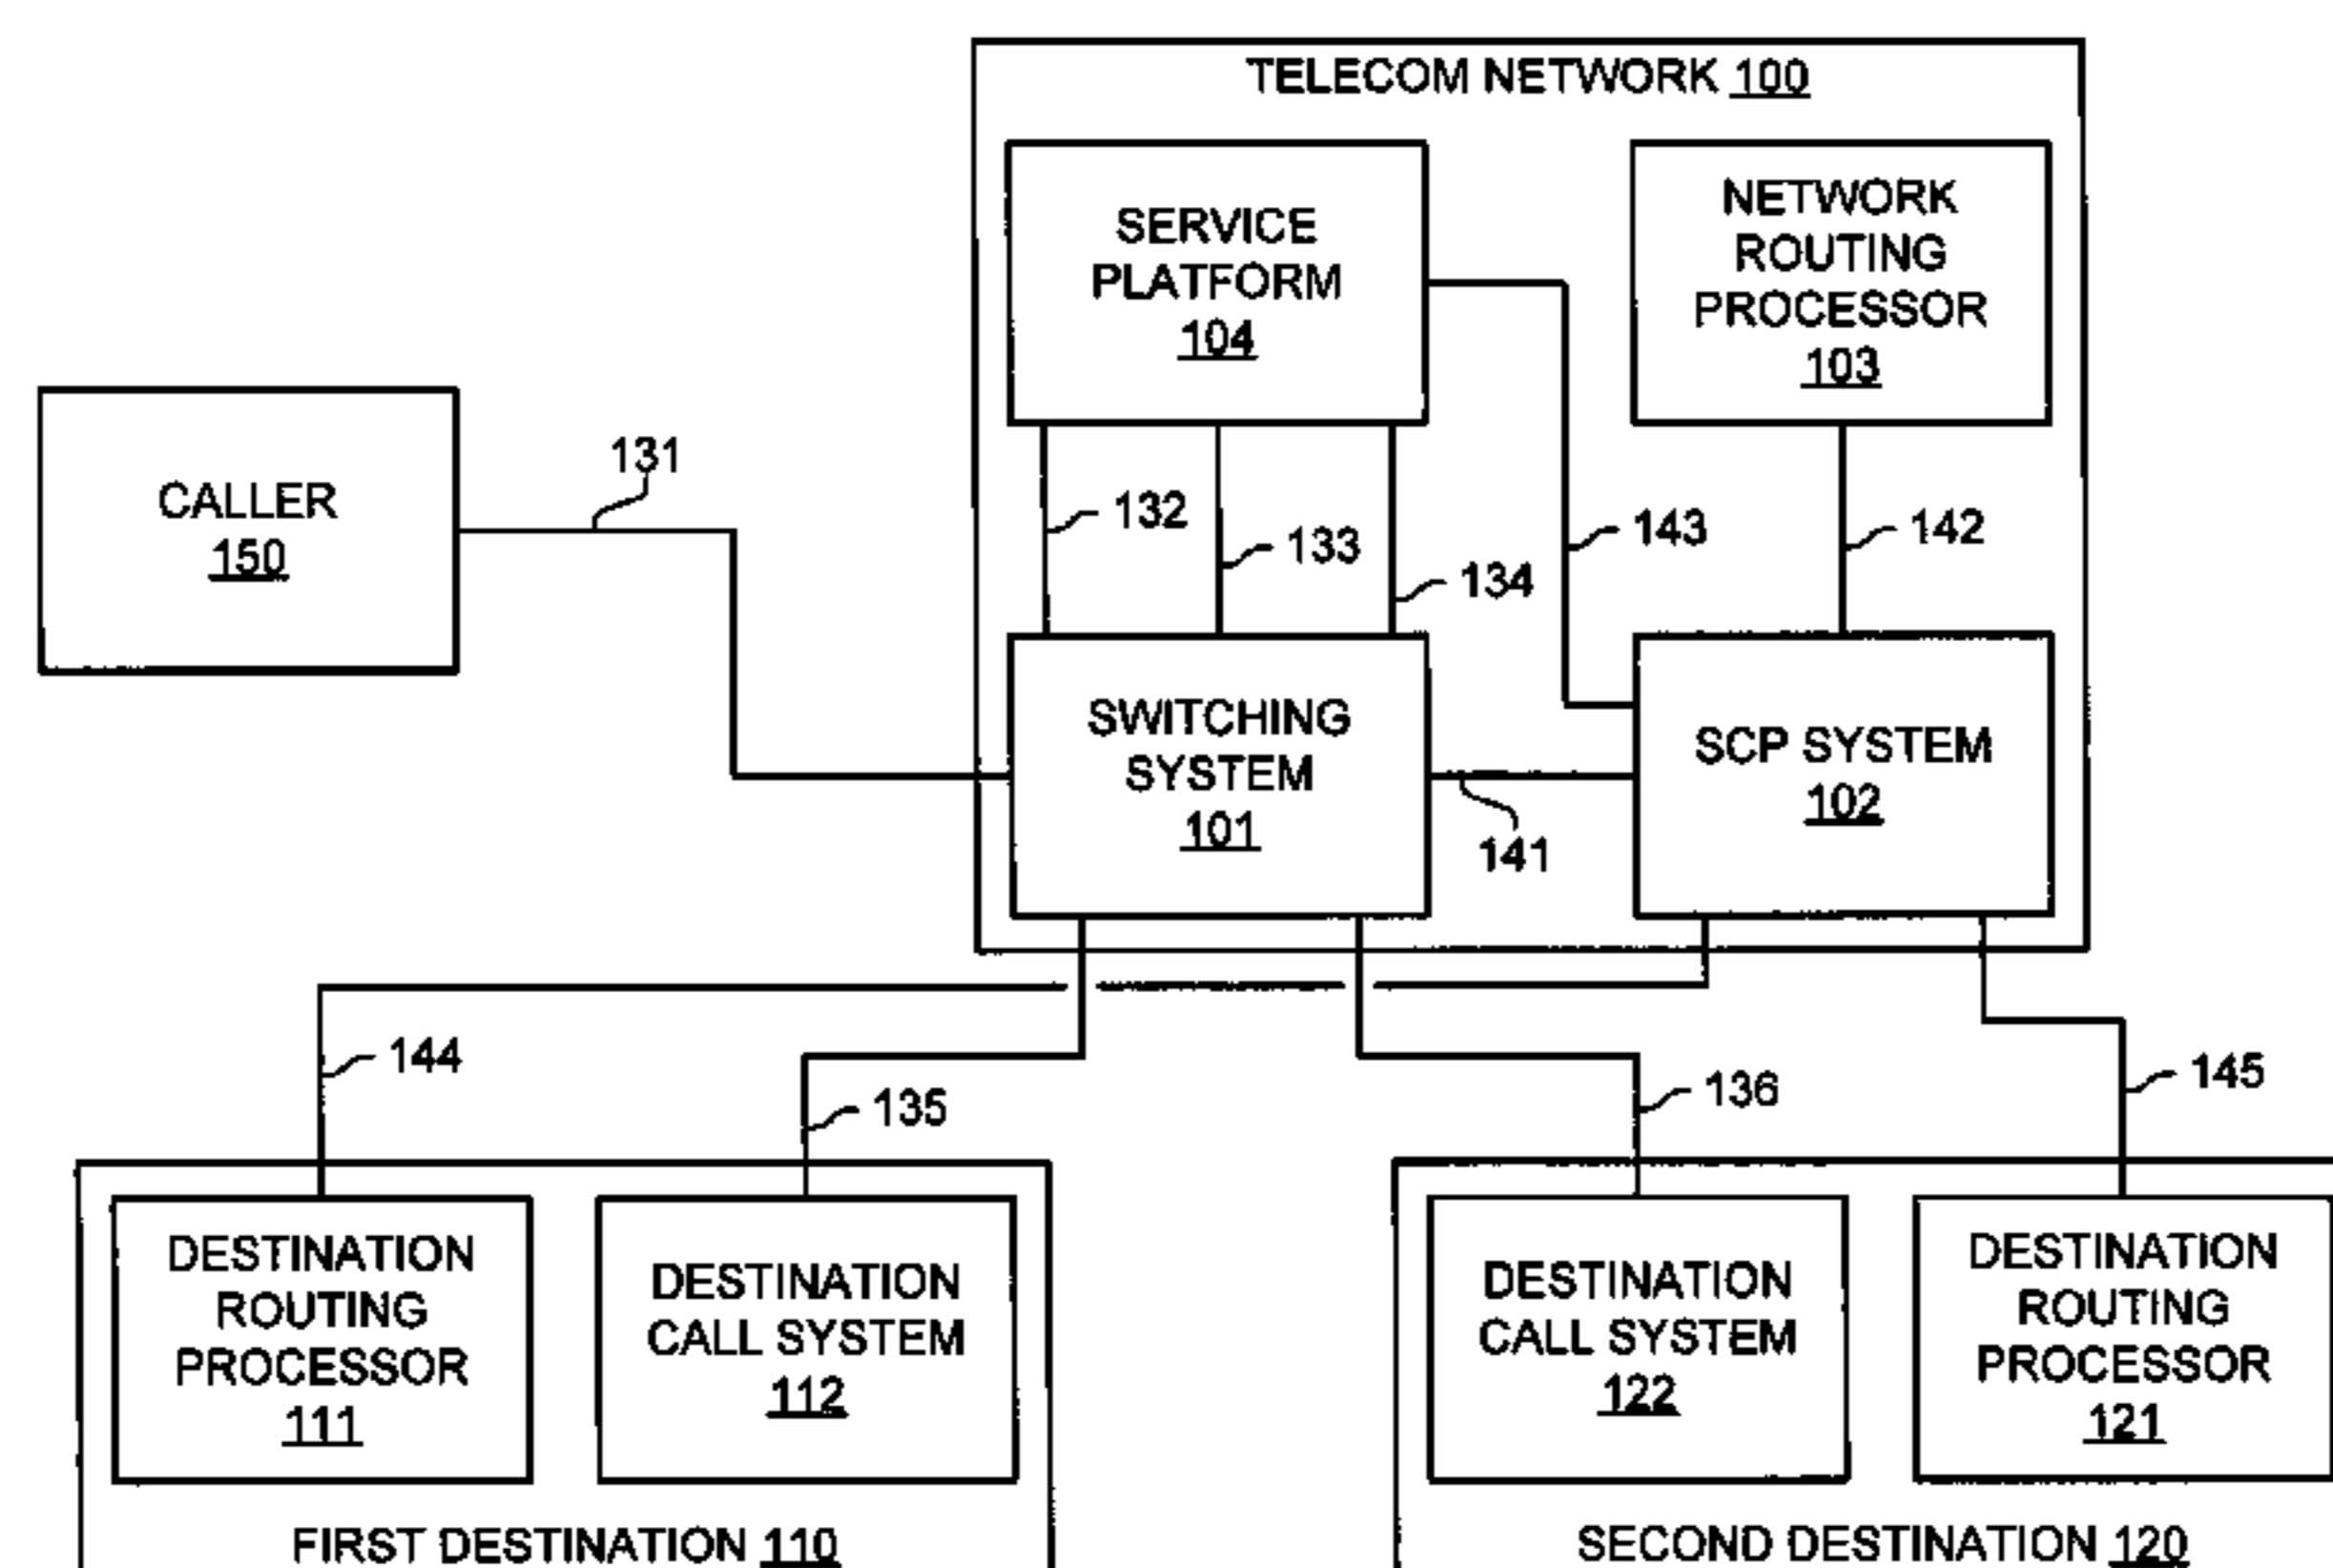 TELECOM NETWORK 100
SERVICE
PLATFORM
104
NETWORK
ROUTING
PROCESSOR
103
CALLER
150
131
132
133
134
143
142
SWITCHING
SYSTEM
101
SCP SYSTEM
102
141
144
135
136
145
DESTINATION
ROUTING
PROCESSOR
111
DESTINATION
CALL SYSTEM
112
DESTINATION
CALL SYSTEM
122
DESTINATION
ROUTING
PROCESSOR
121
FIRST DESTINATION 110
SECOND DESTINATION 120